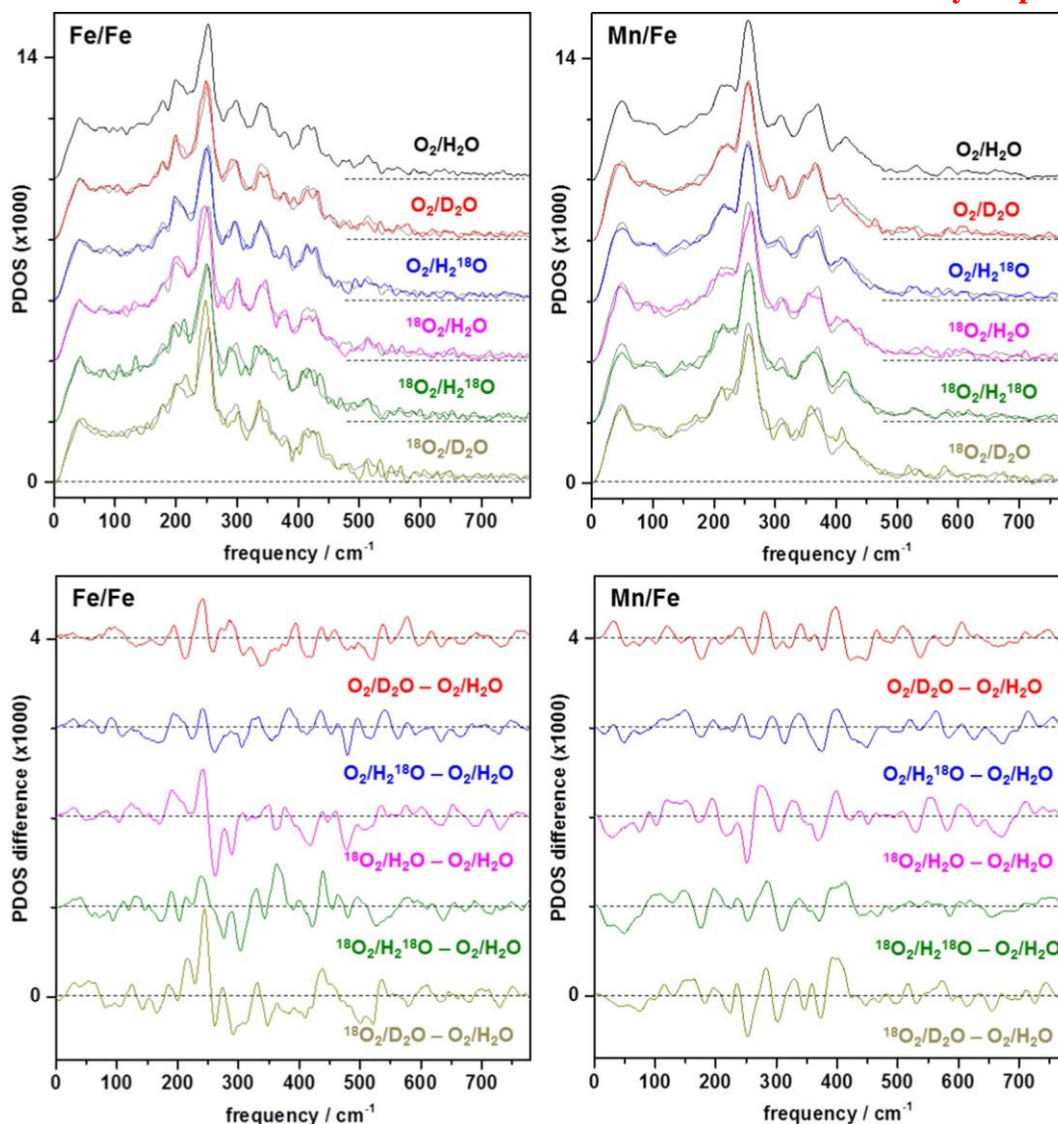 Fe/Fe
14
O₂/H₂O
O₂/D₂O
O₂/H₂¹⁸O
¹⁸O₂/H₂O
¹⁸O₂/H₂¹⁸O
¹⁸O₂/D₂O
0
PDOS (x1000)
0 100 200 300 400 500 600 700
frequency / cm⁻¹
Mn/Fe
14
O₂/H₂O
O₂/D₂O
O₂/H₂¹⁸O
¹⁸O₂/H₂O
¹⁸O₂/H₂¹⁸O
¹⁸O₂/D₂O
0
PDOS (x1000)
0 100 200 300 400 500 600 700
frequency / cm⁻¹
Fe/Fe
4
O₂/D₂O – O₂/H₂O
O₂/H₂¹⁸O – O₂/H₂O
¹⁸O₂/H₂O – O₂/H₂O
¹⁸O₂/H₂¹⁸O – O₂/H₂O
0
¹⁸O₂/D₂O – O₂/H₂O
PDOS difference (x1000)
0 100 200 300 400 500 600 700
frequency / cm⁻¹
Mn/Fe
4
O₂/D₂O – O₂/H₂O
O₂/H₂¹⁸O – O₂/H₂O
¹⁸O₂/H₂O – O₂/H₂O
¹⁸O₂/H₂¹⁸O – O₂/H₂O
0
¹⁸O₂/D₂O – O₂/H₂O
PDOS difference (x1000)
0 100 200 300 400 500 600 700
frequency / cm⁻¹